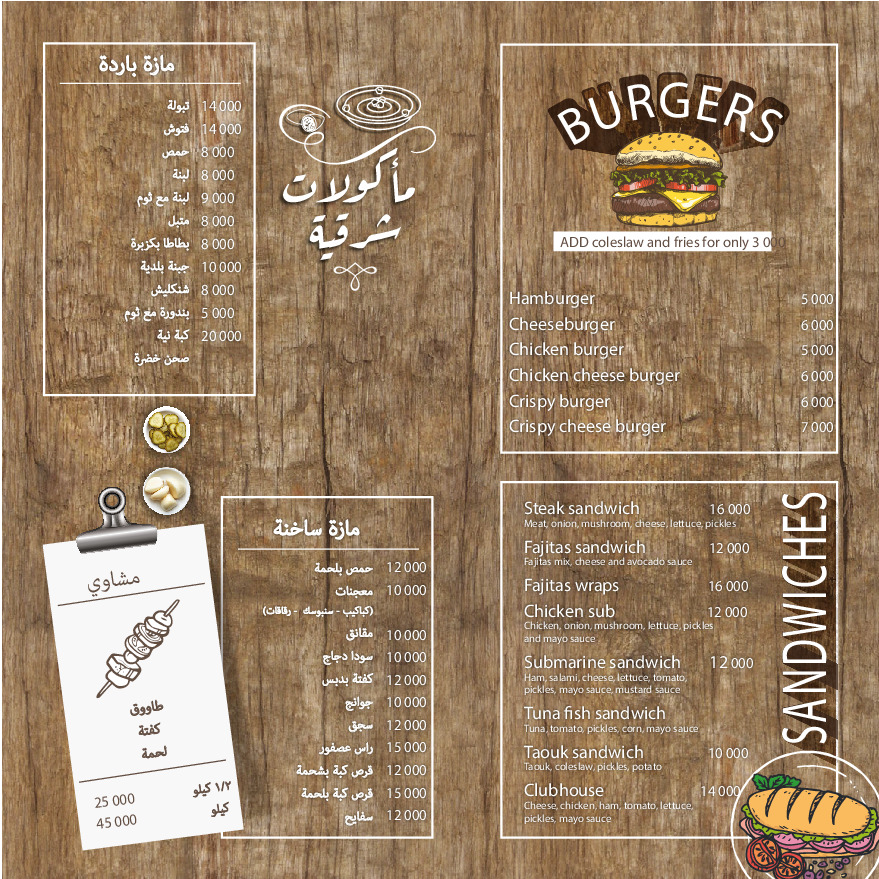 مازة باردة
تبولة 14 000
فتوش 14 000
حمص 8 000
لبنة 8 000
لبنة مع ثوم 9 000
متبل 8 000
بطاطا بكزبرة 8 000
جبنة بلدية 10 000
شنكليش 8 000
بندورة مع ثوم 5 000
كبة نية 20 000
صحن خضرة
مأكولات
شرقية
BURGERS
ADD coleslaw and fries for only 3 000
Hamburger 5 000
Cheeseburger 6 000
Chicken burger 5 000
Chicken cheese burger 6 000
Crispy burger 6 000
Crispy cheese burger 7 000
مشاوي
طاووق
كفتة
لحمة
١/٢ كيلو 25 000
كيلو 45 000
مازة ساخنة
حمص بلحمة 12 000
معجنات 10 000
(كباكيب - سنبوسك - رقاقات)
مقانق 10 000
سودا دجاج 10 000
كفتة بدبس 12 000
جوانح 10 000
سجق 12 000
راس عصفور 15 000
قرص كبة بشحمة 12 000
قرص كبة بلحمة 15 000
سفايح 12 000
SANDWICHES
Steak sandwich 16 000
Meat, onion, mushroom, cheese, lettuce, pickles
Fajitas sandwich 12 000
Fajitas mix, cheese and avocado sauce
Fajitas wraps 16 000
Chicken sub 12 000
Chicken, onion, mushroom, lettuce, pickles
and mayo sauce
Submarine sandwich 12 000
Ham, salami, cheese, lettuce, tomato,
pickles, mayo sauce, mustard sauce
Tuna fish sandwich
Tuna, tomato, pickles, corn, mayo sauce
Taouk sandwich 10 000
Taouk, coleslaw, pickles, potato
Clubhouse 14 000
Cheese, chicken, ham, tomato, lettuce,
pickles, mayo sauce